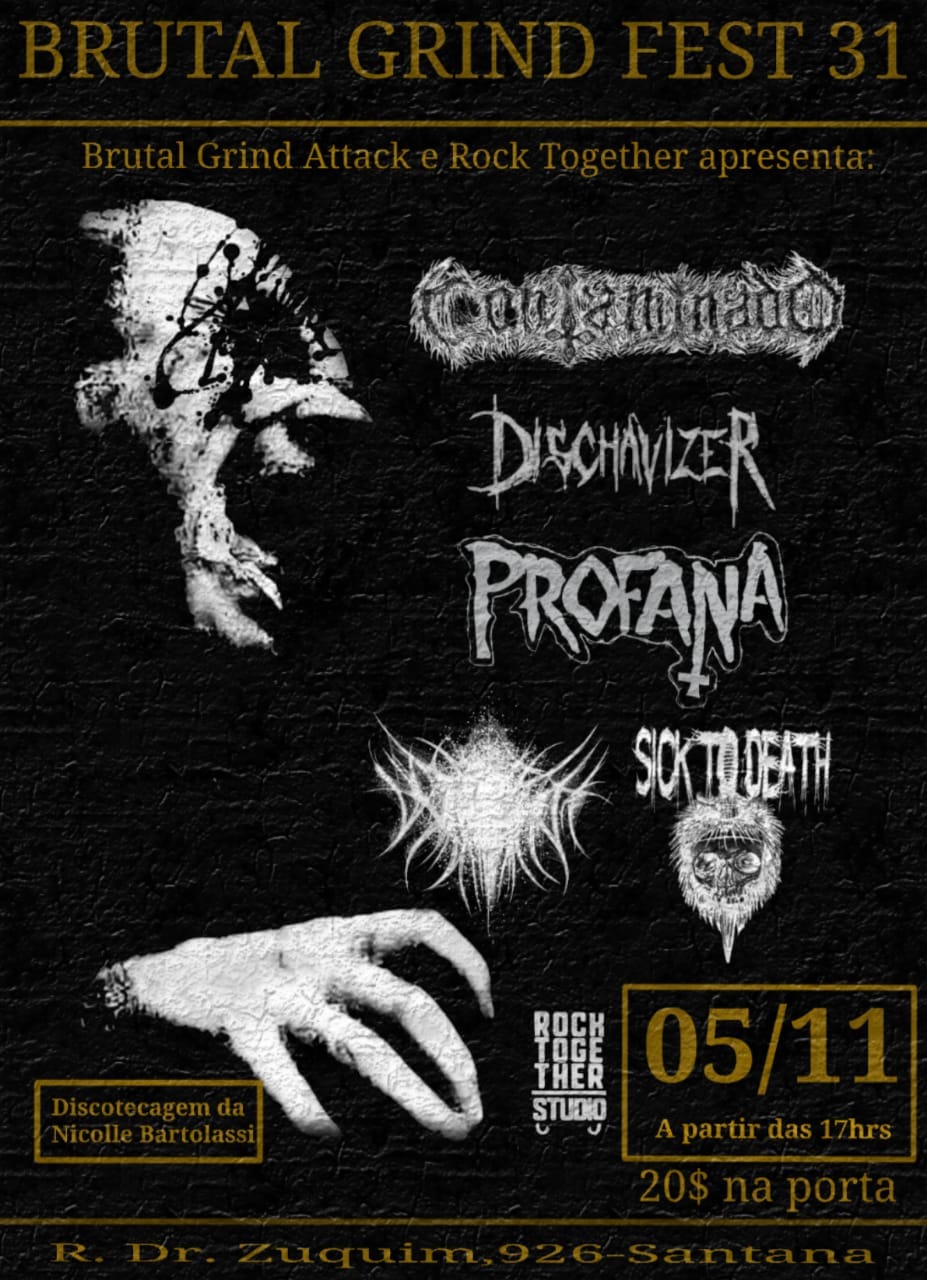 BRUTAL GRIND FEST 31
Brutal Grind Attack e Rock Together apresenta:
Contaminado
DISCHAVIZER
PROFANA
SICK TO DEATH
ROCK
TOGE
THER
STUDIO
05/11
A partir das 17hrs
Discotecagem da
Nicolle Bartolassi
20$ na porta
R. Dr. Zuquim,926-Santana